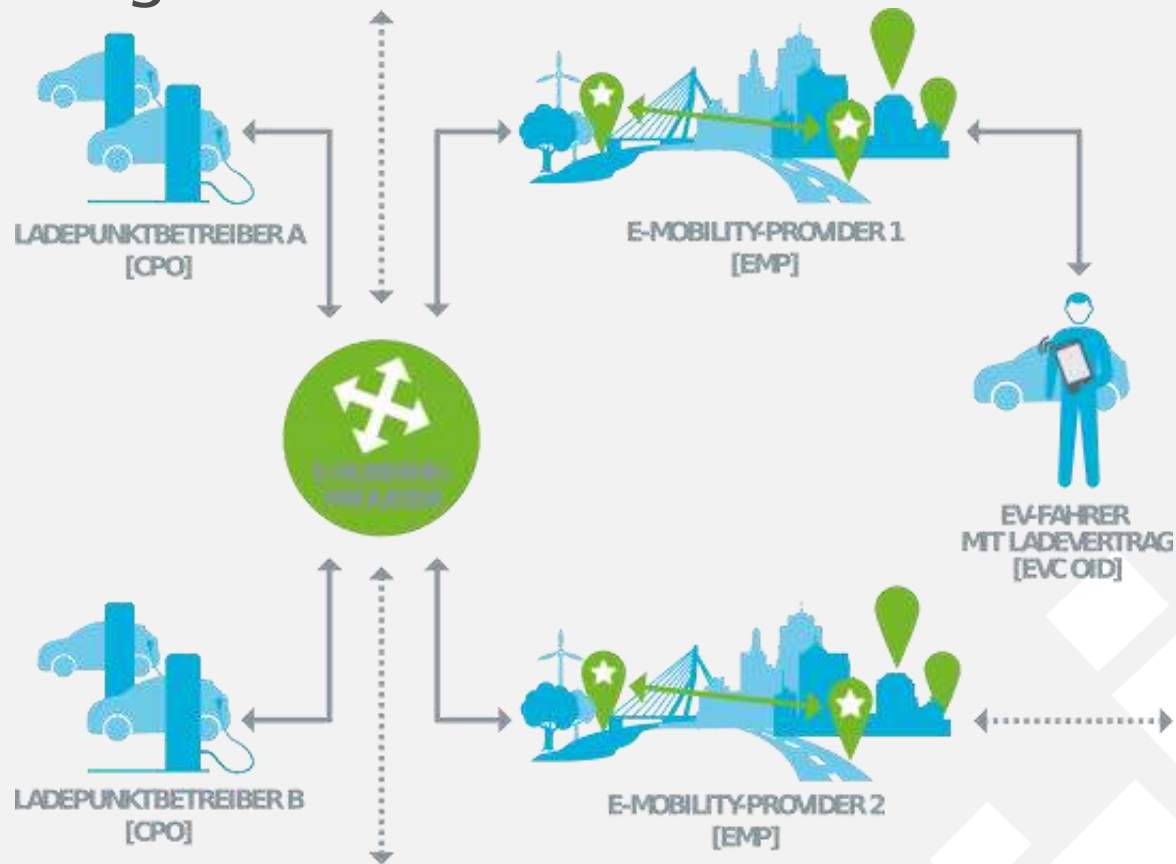 LADEPUNKTBETREIBER A
[CPO]
E-MOBILITY-PROVIDER 1
[EMP]
EV-FAHRER
MIT LADEVERTRAG
[EVC OID]
LADEPUNKTBETREIBER B
[CPO]
E-MOBILITY-PROVIDER 2
[EMP]